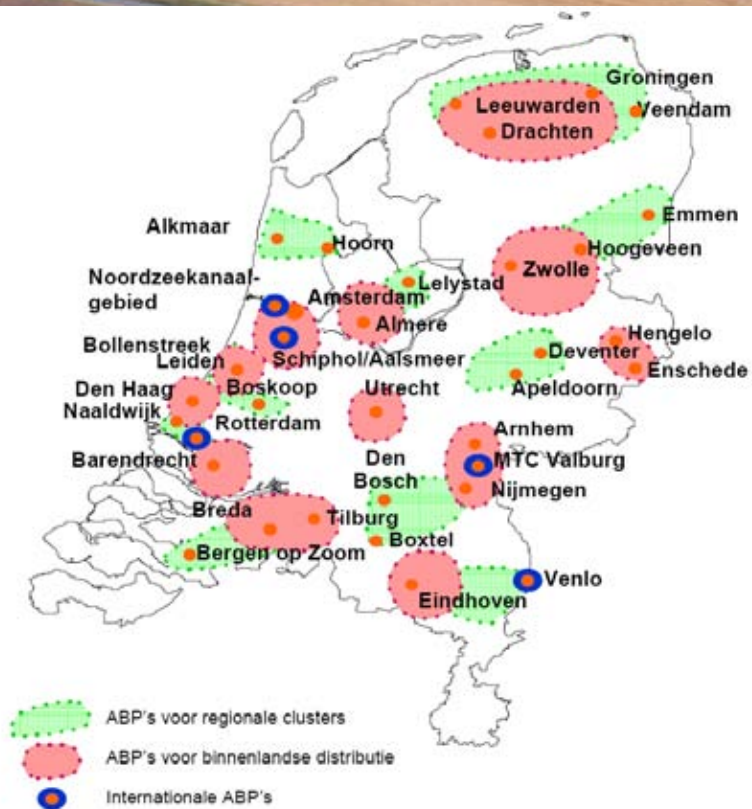 Groningen
Leeuwarden
Veendam
Drachten
Emmen
Alkmaar
Hoorn
Hoogeveen
Zwolle
Noordzeekanaal-
gebied
Lelystad
Amsterdam
Almere
Bollenstreek
Hengelo
Leiden
Schiphol/Aalsmeer
Deventer
Enschede
Den Haag
Boskoop
Utrecht
Apeldoorn
Naaldwijk
Rotterdam
Arnhem
Barendrecht
Den
Bosch
MTC Valburg
Nijmegen
Breda
Tilburg
Boxtel
Bergen op Zoom
Venlo
Eindhoven
ABP's voor regionale clusters
ABP's voor binnenlandse distributie
Internationale ABP's